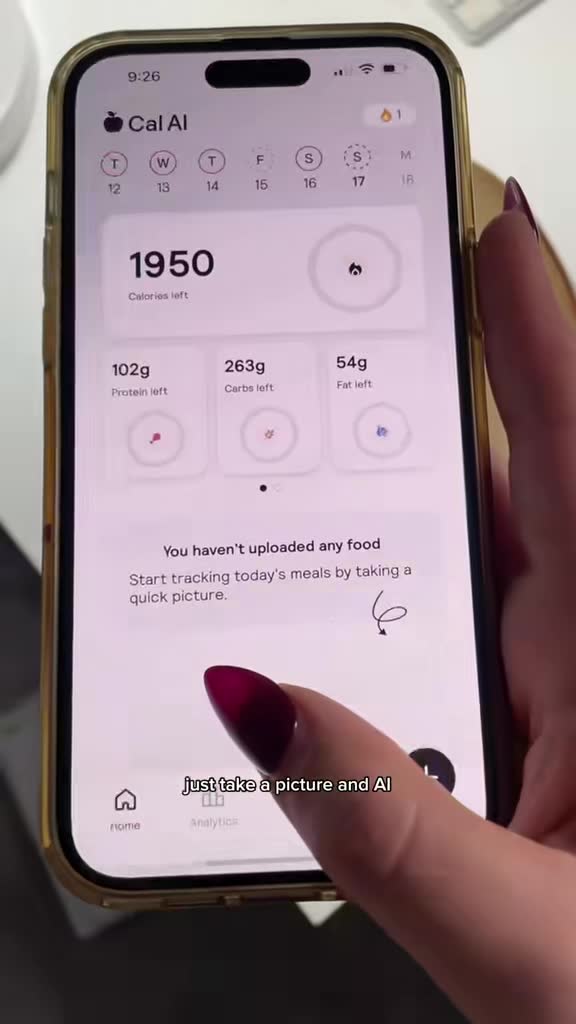 9:26
Cal AI
1
T W T F S S M
12 13 14 15 16 17 18
1950
Calories left
102g 263g 54g
Protein left Carbs left Fat left
You haven't uploaded any food
Start tracking today's meals by taking a
quick picture.
just take a picture and AI
Home Analytics